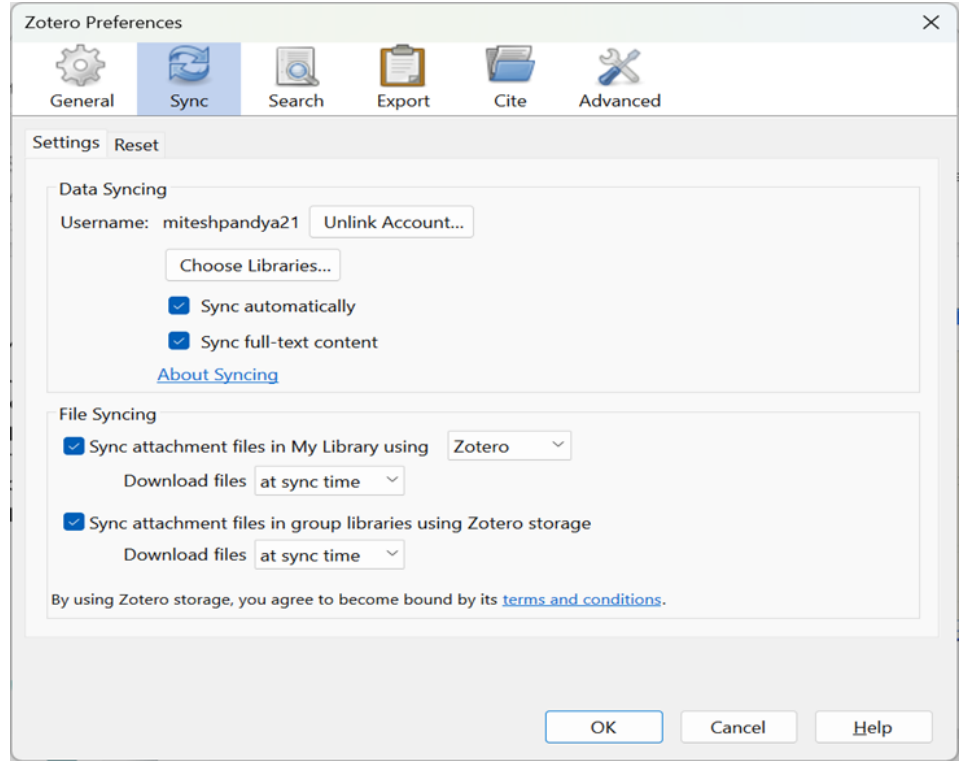 Zotero Preferences
General Sync Search Export Cite Advanced
Settings Reset
Data Syncing
Username: miteshpandya21 Unlink Account...
Choose Libraries...
Sync automatically
Sync full-text content
About Syncing
File Syncing
Sync attachment files in My Library using Zotero
Download files at sync time
Sync attachment files in group libraries using Zotero storage
Download files at sync time
By using Zotero storage, you agree to become bound by its terms and conditions.
OK Cancel Help